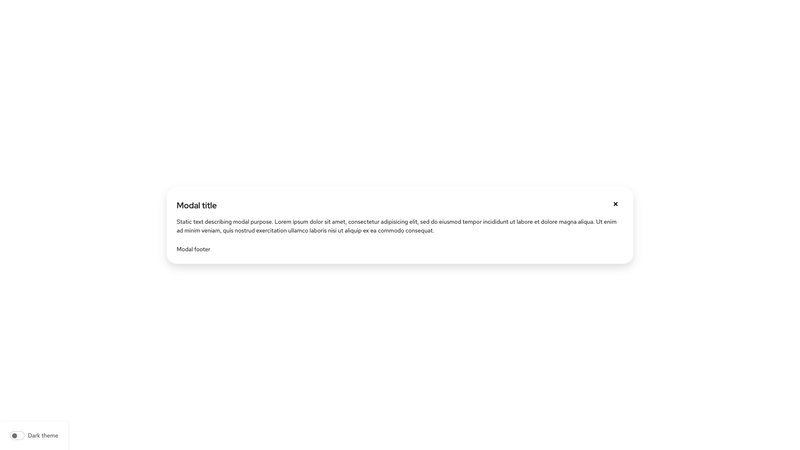 Modal title
Static text describing modal purpose. Lorem ipsum dolor sit amet, consectetur adipisicing elit, sed do eiusmod tempor incididunt ut labore et dolore magna aliqua. Ut enim
ad minim veniam, quis nostrud exercitation ullamco laboris nisi ut aliquip ex ea commodo consequat.
Modal footer
Dark theme